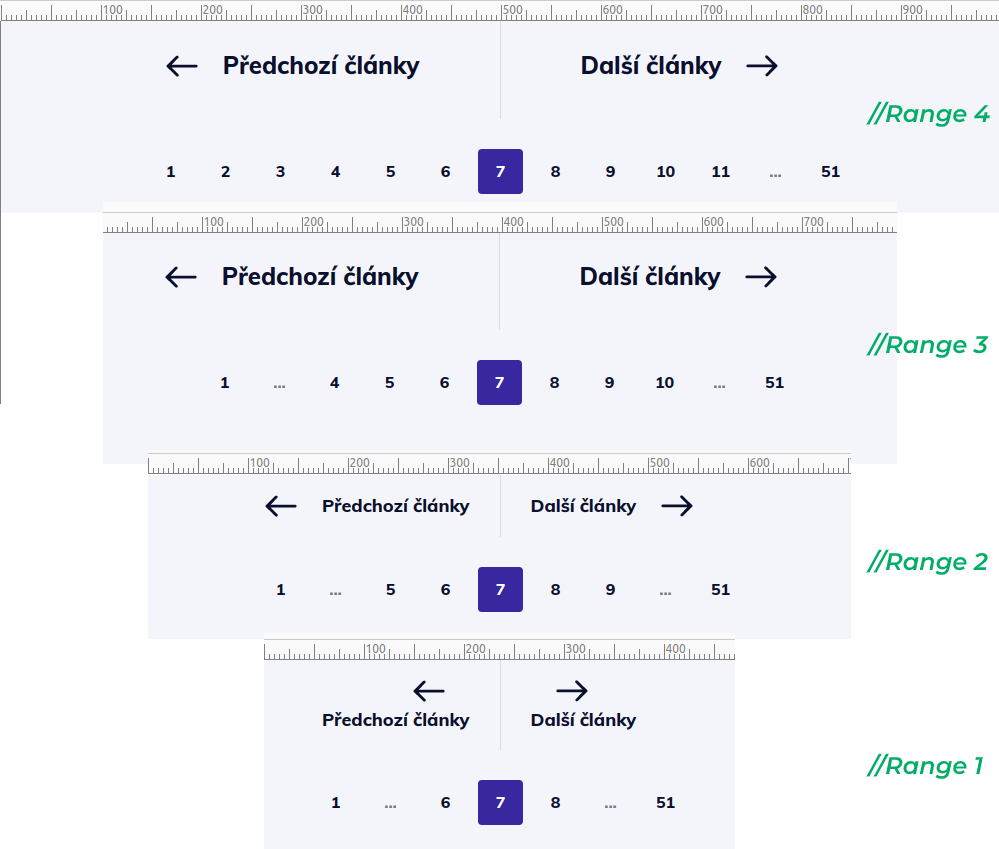 100 200 300 400 500 600 700 800 900
Předchozí články Další články
//Range 4
1 2 3 4 5 6 7 8 9 10 11 ... 51
100 200 300 400 500 600 700
Předchozí články Další články
//Range 3
1 ... 4 5 6 7 8 9 10 ... 51
100 200 300 400 500 600
Předchozí články Další články
//Range 2
1 ... 5 6 7 8 9 ... 51
100 200 300 400
Předchozí články Další články
//Range 1
1 ... 6 7 8 ... 51